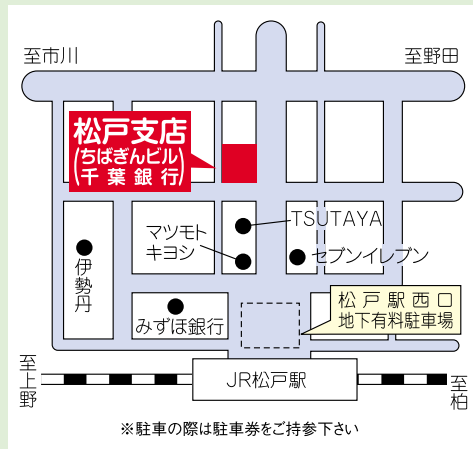 至市川
至野田
松戸支店
(ちばぎんビル)
(千葉銀行)
TSUTAYA
マツモト
キヨシ
セブンイレブン
伊勢丹
みずほ銀行
松戸駅西口
地下有料駐車場
至上野
JR松戸駅
至柏
※駐車の際は駐車券をご持参下さい